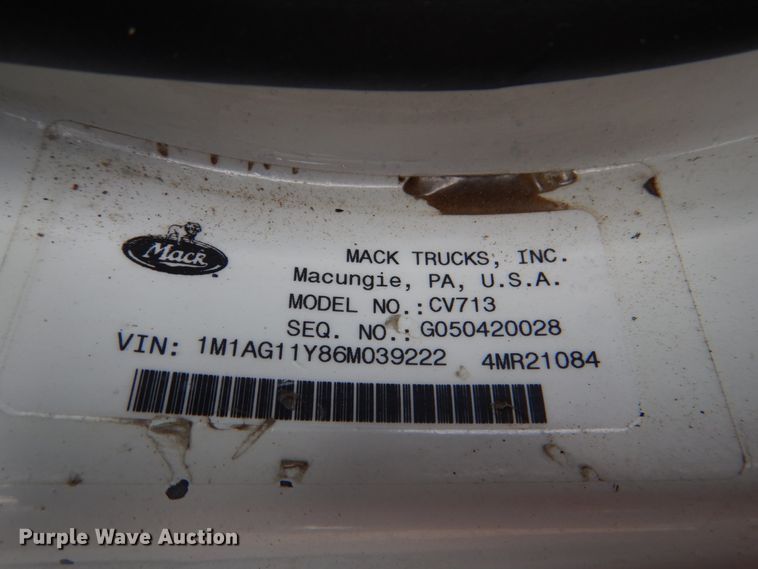 Mack
MACK TRUCKS, INC.
Macungie, PA, U.S.A.
MODEL NO.:CV713
SEQ. NO.: G050420028
VIN: 1M1AG11Y86M039222 4MR21084
Purple Wave Auction